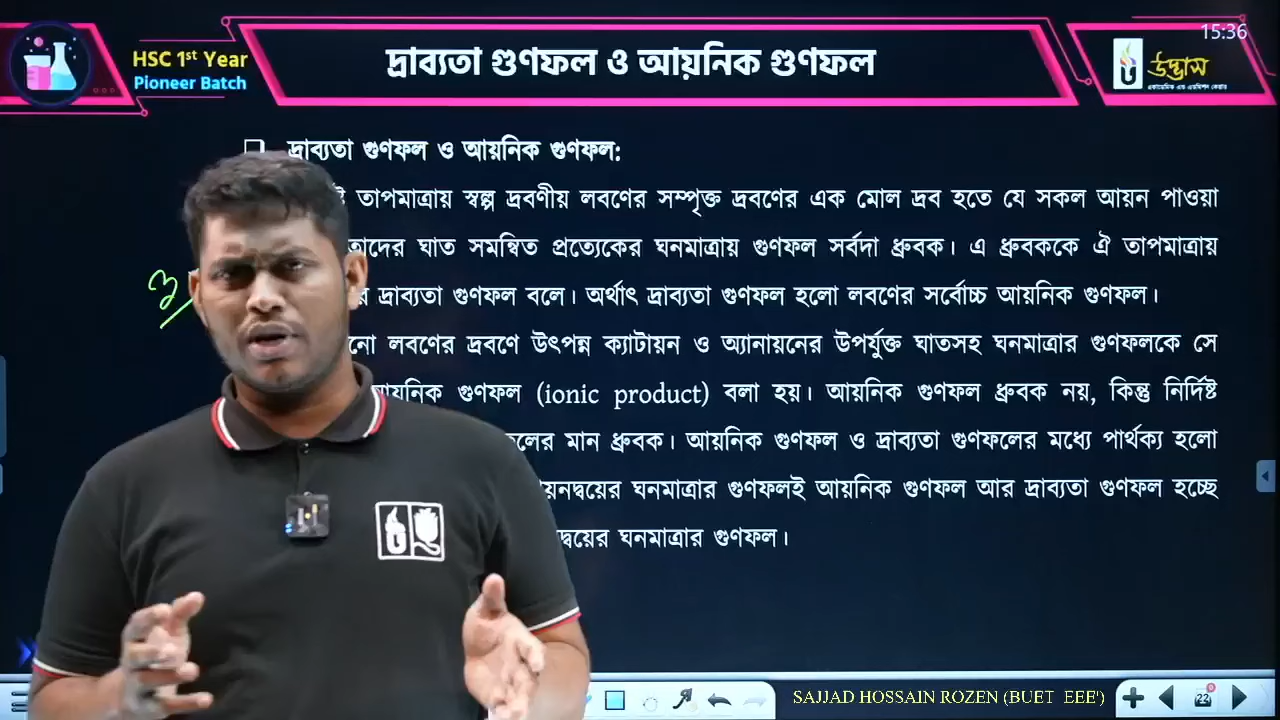 15:36
HSC 1st Year
Pioneer Batch
দ্রাব্যতা গুণফল ও আয়নিক গুণফল
উদ্ভাস
একাডেমিক এন্ড এডমিশন কেয়ার
দ্রাব্যতা গুণফল ও আয়নিক গুণফল:
তাপমাত্রায় স্বল্প দ্রবণীয় লবণের সম্পৃক্ত দ্রবণের এক মোল দ্রব হতে যে সকল আয়ন পাওয়া
তাদের ঘাত সমন্বিত প্রত্যেকের ঘনমাত্রায় গুণফল সর্বদা ধ্রুবক। এ ধ্রুবককে ঐ তাপমাত্রায়
দ্রাব্যতা গুণফল বলে। অর্থাৎ দ্রাব্যতা গুণফল হলো লবণের সর্বোচ্চ আয়নিক গুণফল।
লবণের দ্রবণে উৎপন্ন ক্যাটায়ন ও অ্যানায়নের উপর্যুক্ত ঘাতসহ ঘনমাত্রার গুণফলকে সে
আয়নিক গুণফল (ionic product) বলা হয়। আয়নিক গুণফল ধ্রুবক নয়, কিন্তু নির্দিষ্ট
মান ধ্রুবক। আয়নিক গুণফল ও দ্রাব্যতা গুণফলের মধ্যে পার্থক্য হলো
ঘনমাত্রার গুণফলই আয়নিক গুণফল আর দ্রাব্যতা গুণফল হচ্ছে
ঘনমাত্রার গুণফল।
SAJJAD HOSSAIN ROZEN (BUET EEE')
22